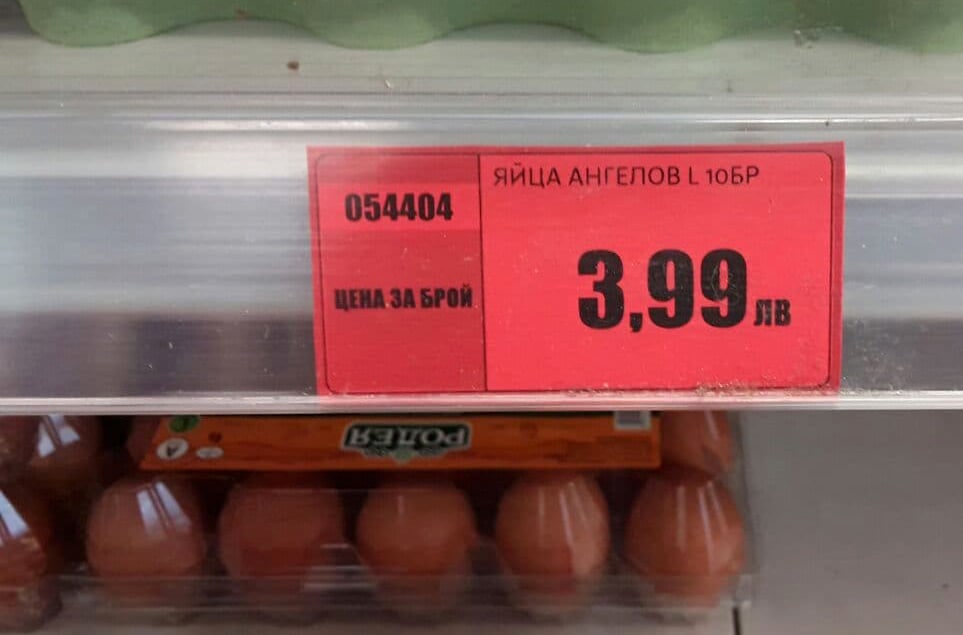 054404
ЦЕНА ЗА БРОЙ
ЯЙЦА АНГЕЛОВ L 10БР
3,99 ЛВ
РОДЕЯ
A